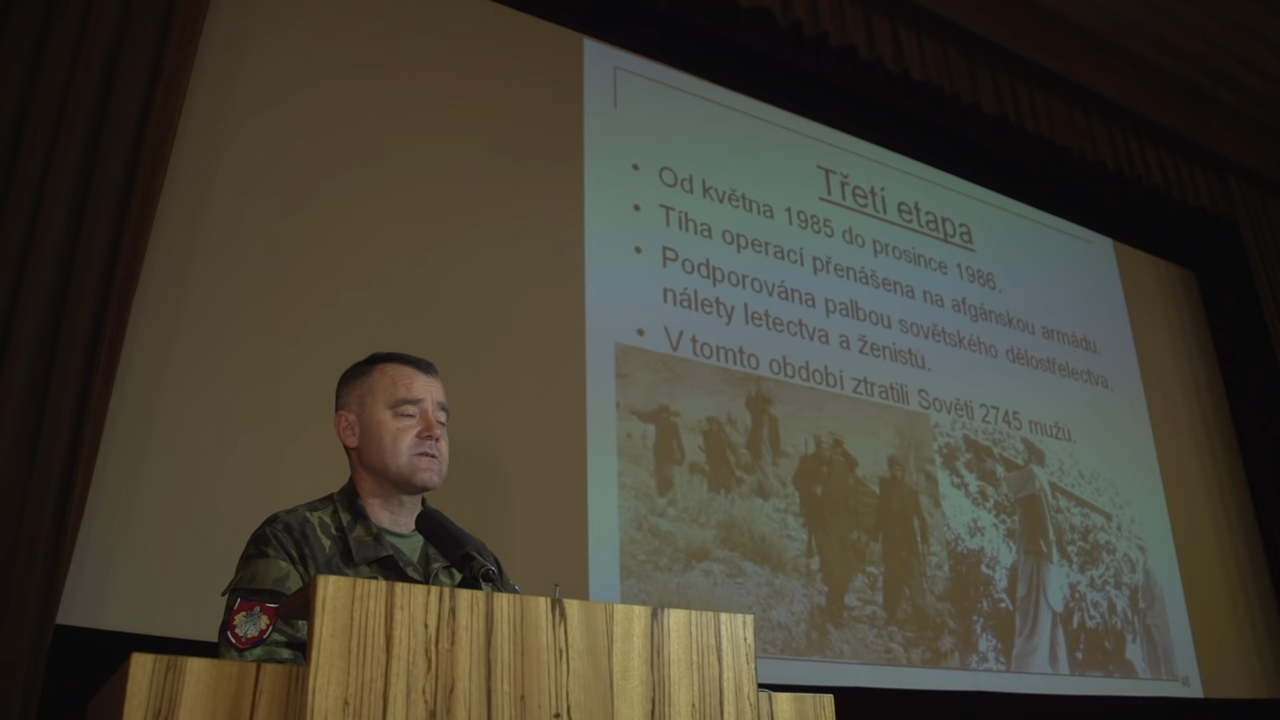 Třetí etapa
• Od května 1985 do prosince 1986.
• Tíha operací přenášena na afgánskou armádu.
• Podporována palbou sovětského dělostřelectva,
nálety letectva a ženistů.
• V tomto období ztratili Sověti 2745 mužů.